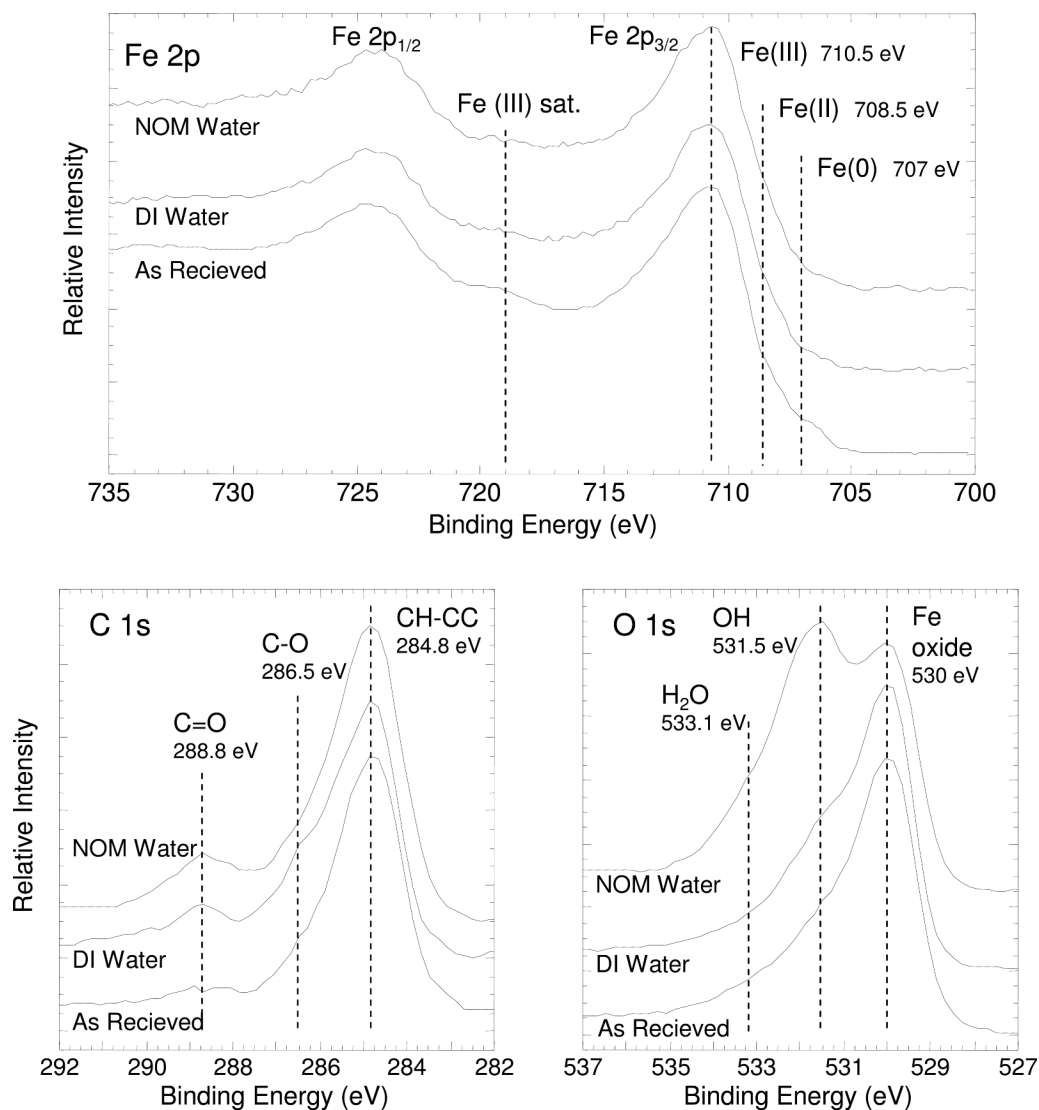 Fe 2p
Fe 2p1/2
Fe 2p3/2
Fe(III) 710.5 eV
Fe (III) sat.
Fe(II) 708.5 eV
NOM Water
Fe(0) 707 eV
DI Water
As Recieved
Relative Intensity
735 730 725 720 715 710 705 700
Binding Energy (eV)
C 1s
CH-CC
284.8 eV
C-O
286.5 eV
C=O
288.8 eV
NOM Water
DI Water
As Recieved
Relative Intensity
292 290 288 286 284 282
Binding Energy (eV)
O 1s
OH
531.5 eV
Fe
oxide
530 eV
H2O
533.1 eV
NOM Water
DI Water
As Recieved
537 535 533 531 529 527
Binding Energy (eV)